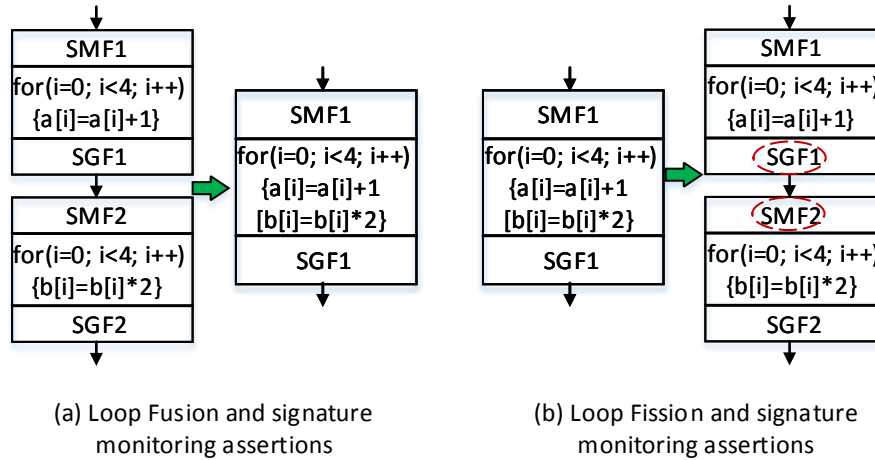 SMF1
for(i=0; i<4; i++)
{a[i]=a[i]+1}
SGF1
SMF2
for(i=0; i<4; i++)
{b[i]=b[i]*2}
SGF2
SMF1
for(i=0; i<4; i++)
{a[i]=a[i]+1
[b[i]=b[i]*2}
SGF1
(a) Loop Fusion and signature
monitoring assertions
SMF1
for(i=0; i<4; i++)
{a[i]=a[i]+1
[b[i]=b[i]*2}
SGF1
SMF1
for(i=0; i<4; i++)
{a[i]=a[i]+1}
SGF1
SMF2
for(i=0; i<4; i++)
{b[i]=b[i]*2}
SGF2
(b) Loop Fission and signature
monitoring assertions